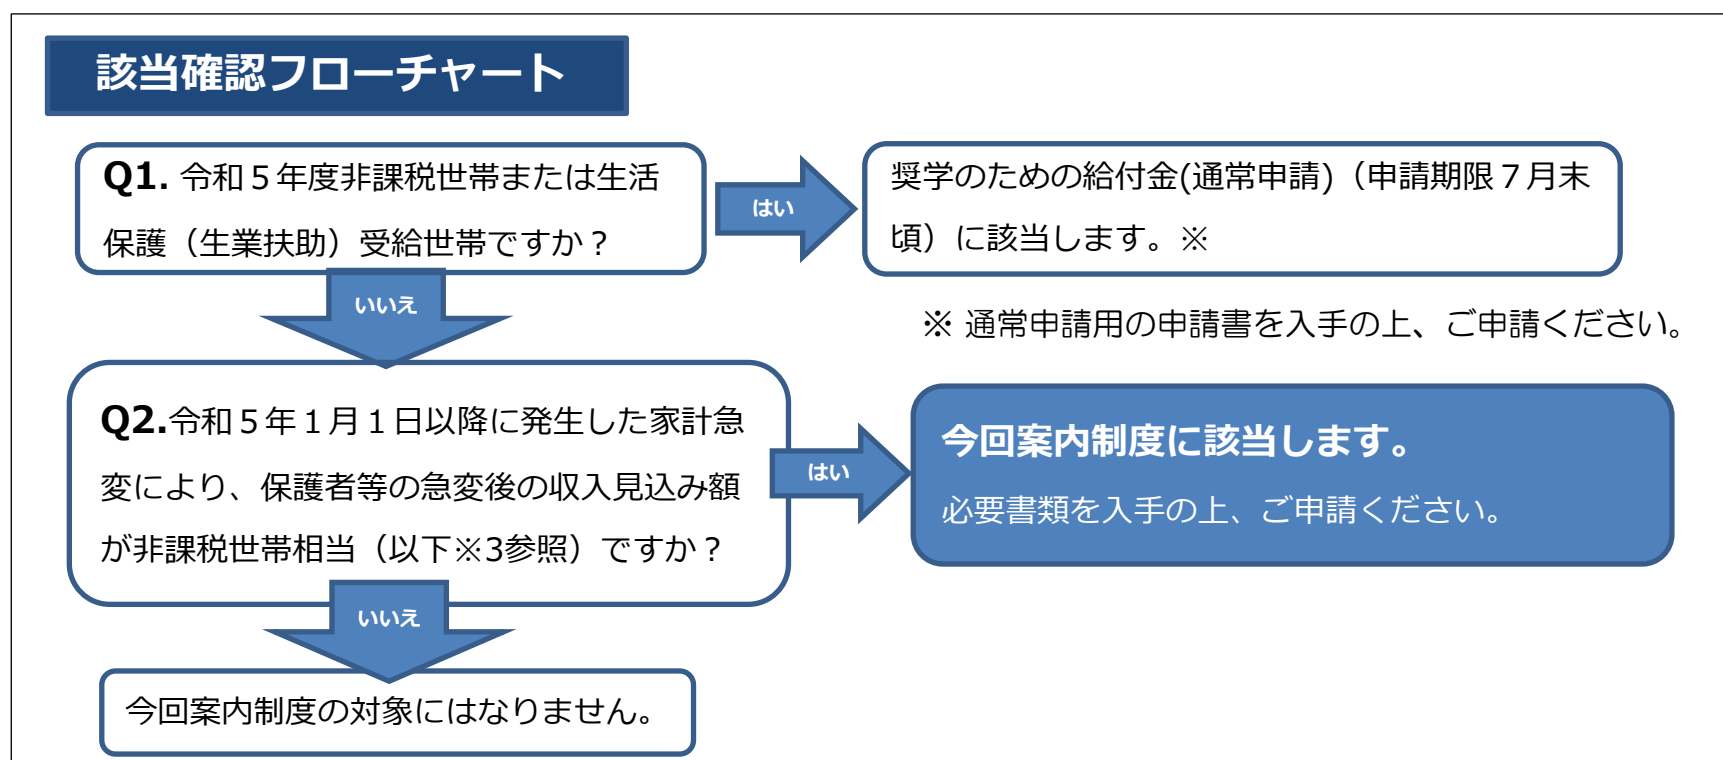 該当確認フローチャート
Q1. 令和５年度非課税世帯または生活
保護（生業扶助）受給世帯ですか？
はい
奨学のための給付金(通常申請)（申請期限７月末
頃）に該当します。※
いいえ
※ 通常申請用の申請書を入手の上、ご申請ください。
Q2.令和５年１月１日以降に発生した家計急
変により、保護者等の急変後の収入見込み額
が非課税世帯相当（以下※3参照）ですか？
はい
今回案内制度に該当します。
必要書類を入手の上、ご申請ください。
いいえ
今回案内制度の対象にはなりません。